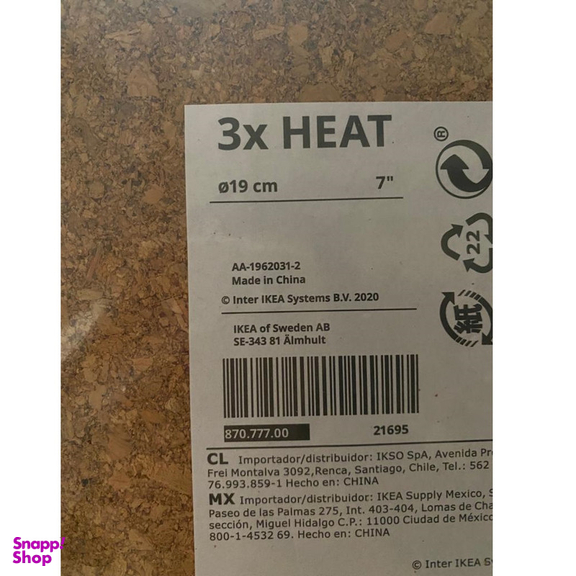 3x HEAT
ø19 cm 7"
®
22
紙
AA-1962031-2
Made in China
© Inter IKEA Systems B.V. 2020
IKEA of Sweden AB
SE-343 81 Älmhult
870.777.00 21695
CL Importador/distribuidor: IKSO SpA, Avenida
Frei Montalva 3092,Renca, Santiago, Chile, Tel.: 562
76.993.859-1 Hecho en: CHINA
MX Importador/distribuidor: IKEA Supply Mexico, S
Paseo de las Palmas 275, Int. 403-404, Lomas de Cha
sección, Miguel Hidalgo C.P.: 11000 Ciudad de México
800-1-4532 69. Hecho en: CHINA
© Inter IKEA S
Snapp!
Shop